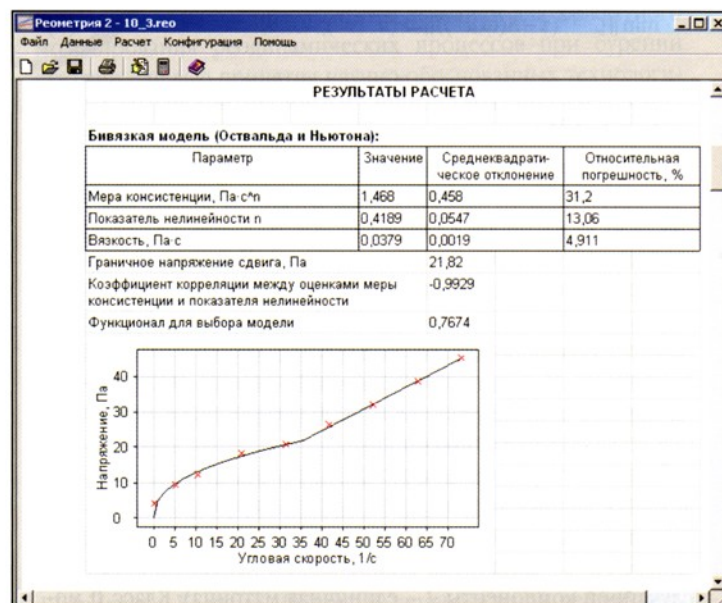 Реометрия 2 - 10_3.reo
Файл Данные Расчет Конфигурация Помощь
РЕЗУЛЬТАТЫ РАСЧЕТА
Бивязкая модель (Оствальда и Ньютона):
Параметр Значение Среднеквадрати-
ческое отклонение Относительная
погрешность, %
Мера консистенции, Па·с^n 1,468 0,458 31,2
Показатель нелинейности n 0,4189 0,0547 13,06
Вязкость, Па·с 0,0379 0,0019 4,911
Граничное напряжение сдвига, Па 21,82
Коэффициент корреляции между оценками меры
консистенции и показателя нелинейности -0,9929
Функционал для выбора модели 0,7674
Напряжение, Па
40
30
20
10
0
0 5 10 15 20 25 30 35 40 45 50 55 60 65 70
Угловая скорость, 1/с